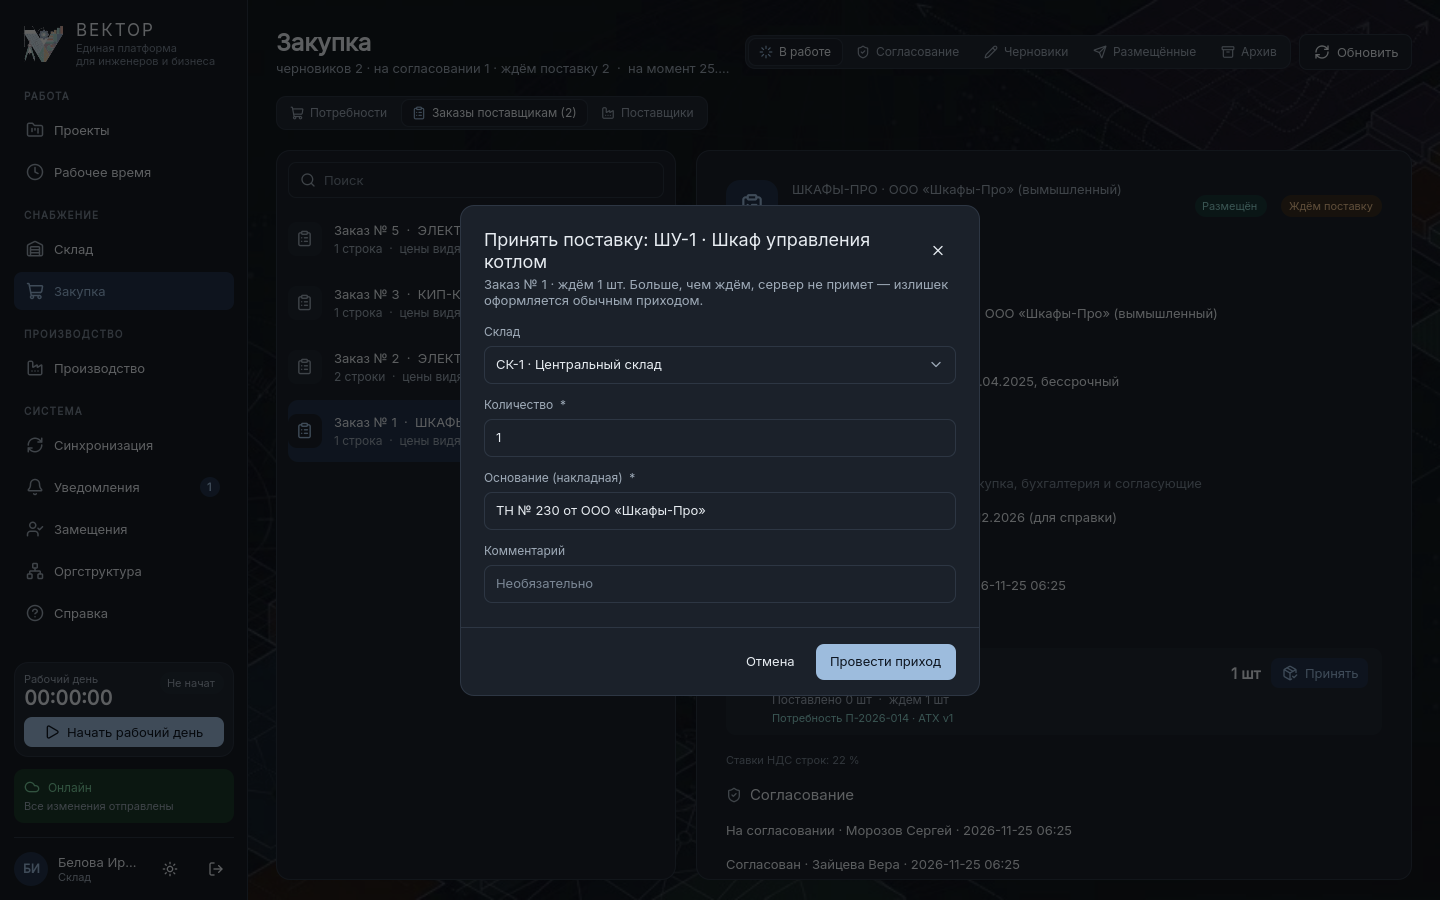 ВЕКТОР
Единая платформа
для инженеров и бизнеса
РАБОТА
Проекты
Рабочее время
СНАБЖЕНИЕ
Склад
Закупка
ПРОИЗВОДСТВО
Производство
СИСТЕМА
Синхронизация
Уведомления 1
Замещения
Оргструктура
Справка
Рабочий день
Не начат
00:00:00
Начать рабочий день
Онлайн
Все изменения отправлены
БИ
Белова Ир...
Склад
Закупка
черновиков 2 · на согласовании 1 · ждём поставку 2 · на момент 25....
В работе
Согласование
Черновики
Размещённые
Архив
Обновить
Потребности
Заказы поставщикам (2)
Поставщики
Поиск
Заказ № 5 · ЭЛЕКТ
1 строка · цены видя
Заказ № 3 · КИП-К
1 строка · цены видя
Заказ № 2 · ЭЛЕКТ
2 строки · цены видя
Заказ № 1 · ШКАФЫ
1 строка · цены видя
ШКАФЫ-ПРО · ООО «Шкафы-Про» (вымышленный)
Размещён
Ждём поставку
ООО «Шкафы-Про» (вымышленный)
.04.2025, бессрочный
купка, бухгалтерия и согласующие
2.2026 (для справки)
6-11-25 06:25
1 шт
Принять
Поставлено 0 шт · ждём 1 шт
Потребность П-2026-014 · АТХ v1
Ставки НДС строк: 22 %
Согласование
На согласовании · Морозов Сергей · 2026-11-25 06:25
Согласован · Зайцева Вера · 2026-11-25 06:25
Принять поставку: ШУ-1 · Шкаф управления
котлом
Заказ № 1 · ждём 1 шт. Больше, чем ждём, сервер не примет — излишек
оформляется обычным приходом.
Склад
СК-1 · Центральный склад
Количество *
1
Основание (накладная) *
ТН № 230 от ООО «Шкафы-Про»
Комментарий
Необязательно
Отмена
Провести приход